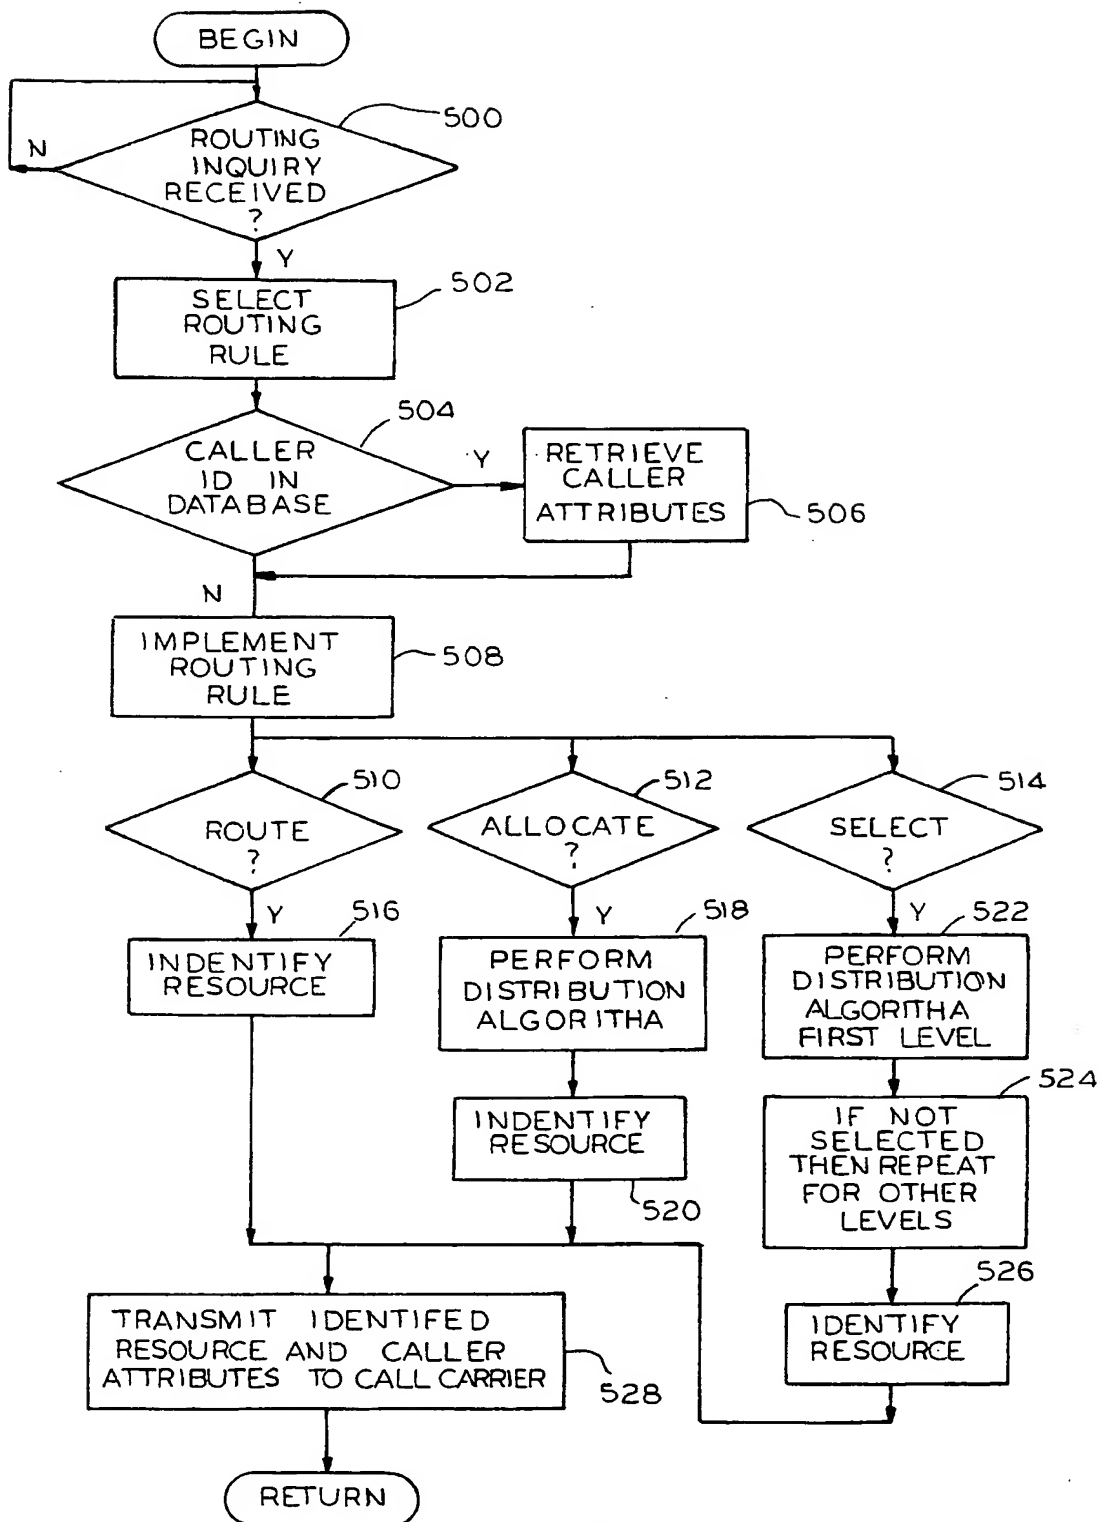 BEGIN
500
ROUTING
INQUIRY
RECEIVED
?
N
Y
502
SELECT
ROUTING
RULE
504
CALLER
ID IN
DATABASE
Y
RETRIEVE
CALLER
ATTRIBUTES
506
N
IMPLEMENT
ROUTING
RULE
508
510
ROUTE
?
512
ALLOCATE
?
514
SELECT
?
Y
516
INDENTIFY
RESOURCE
Y
518
PERFORM
DISTRIBUTION
ALGORITHA
Y
522
PERFORM
DISTRIBUTION
ALGORITHA
FIRST LEVEL
INDENTIFY
RESOURCE
520
524
IF NOT
SELECTED
THEN REPEAT
FOR OTHER
LEVELS
526
IDENTIFY
RESOURCE
TRANSMIT IDENTIFED
RESOURCE AND CALLER
ATTRIBUTES TO CALL CARRIER
528
RETURN